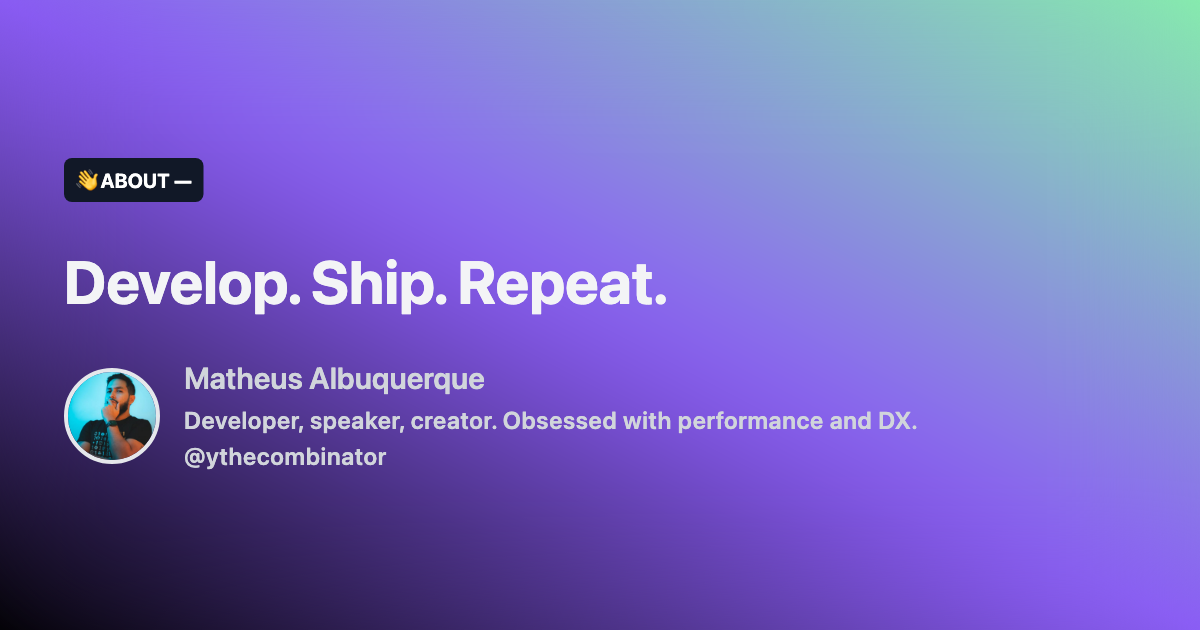 👋ABOUT —
Develop. Ship. Repeat.
Matheus Albuquerque
Developer, speaker, creator. Obsessed with performance and DX.
@ythecombinator